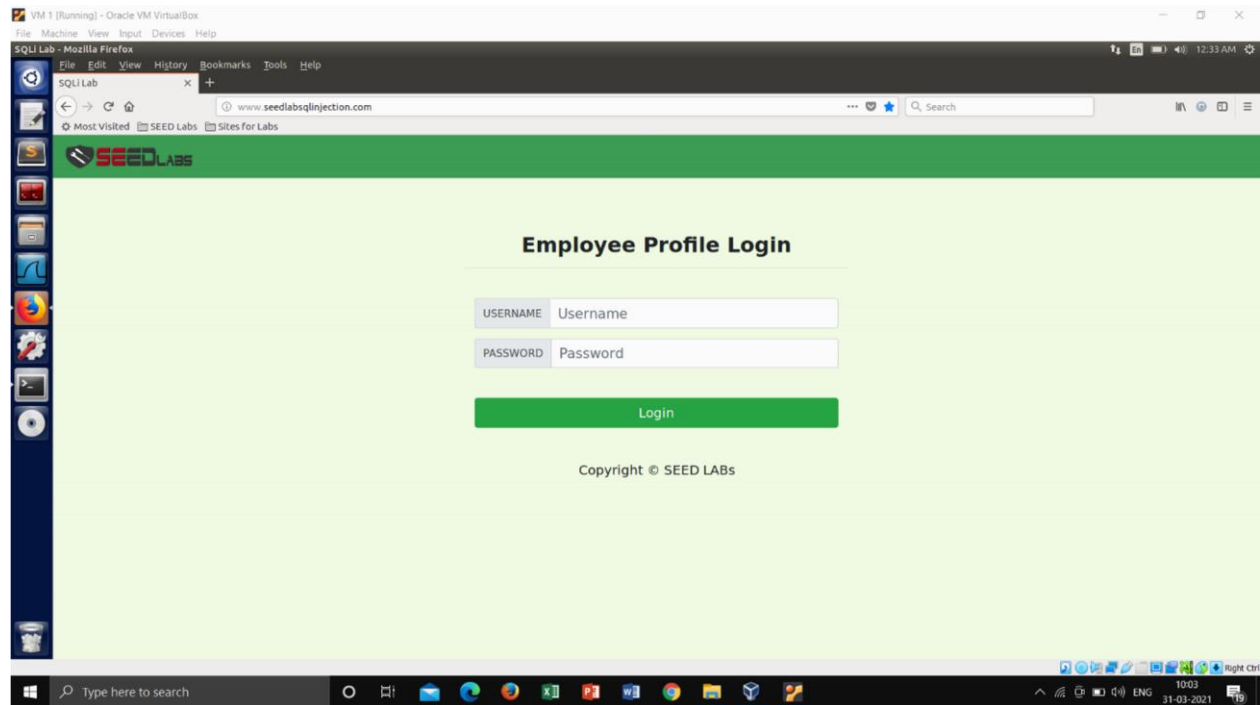 VM 1 [Running] - Oracle VM VirtualBox
File Machine View Input Devices Help
SQLi Lab - Mozilla Firefox
En 12:33 AM
File Edit View History Bookmarks Tools Help
SQLi Lab
www.seedlabsqlinjection.com
Search
Most Visited SEED Labs Sites for Labs
SEEDLABS
Employee Profile Login
USERNAME Username
PASSWORD Password
Login
Copyright © SEED LABs
Right Ctrl
Type here to search
ENG
10:03
31-03-2021
19